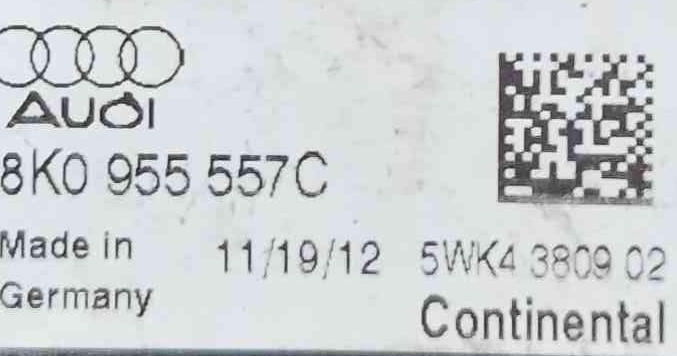 AUDI
8K0 955 557C
Made in 11/19/12 5WK4 3809 02
Germany Continental